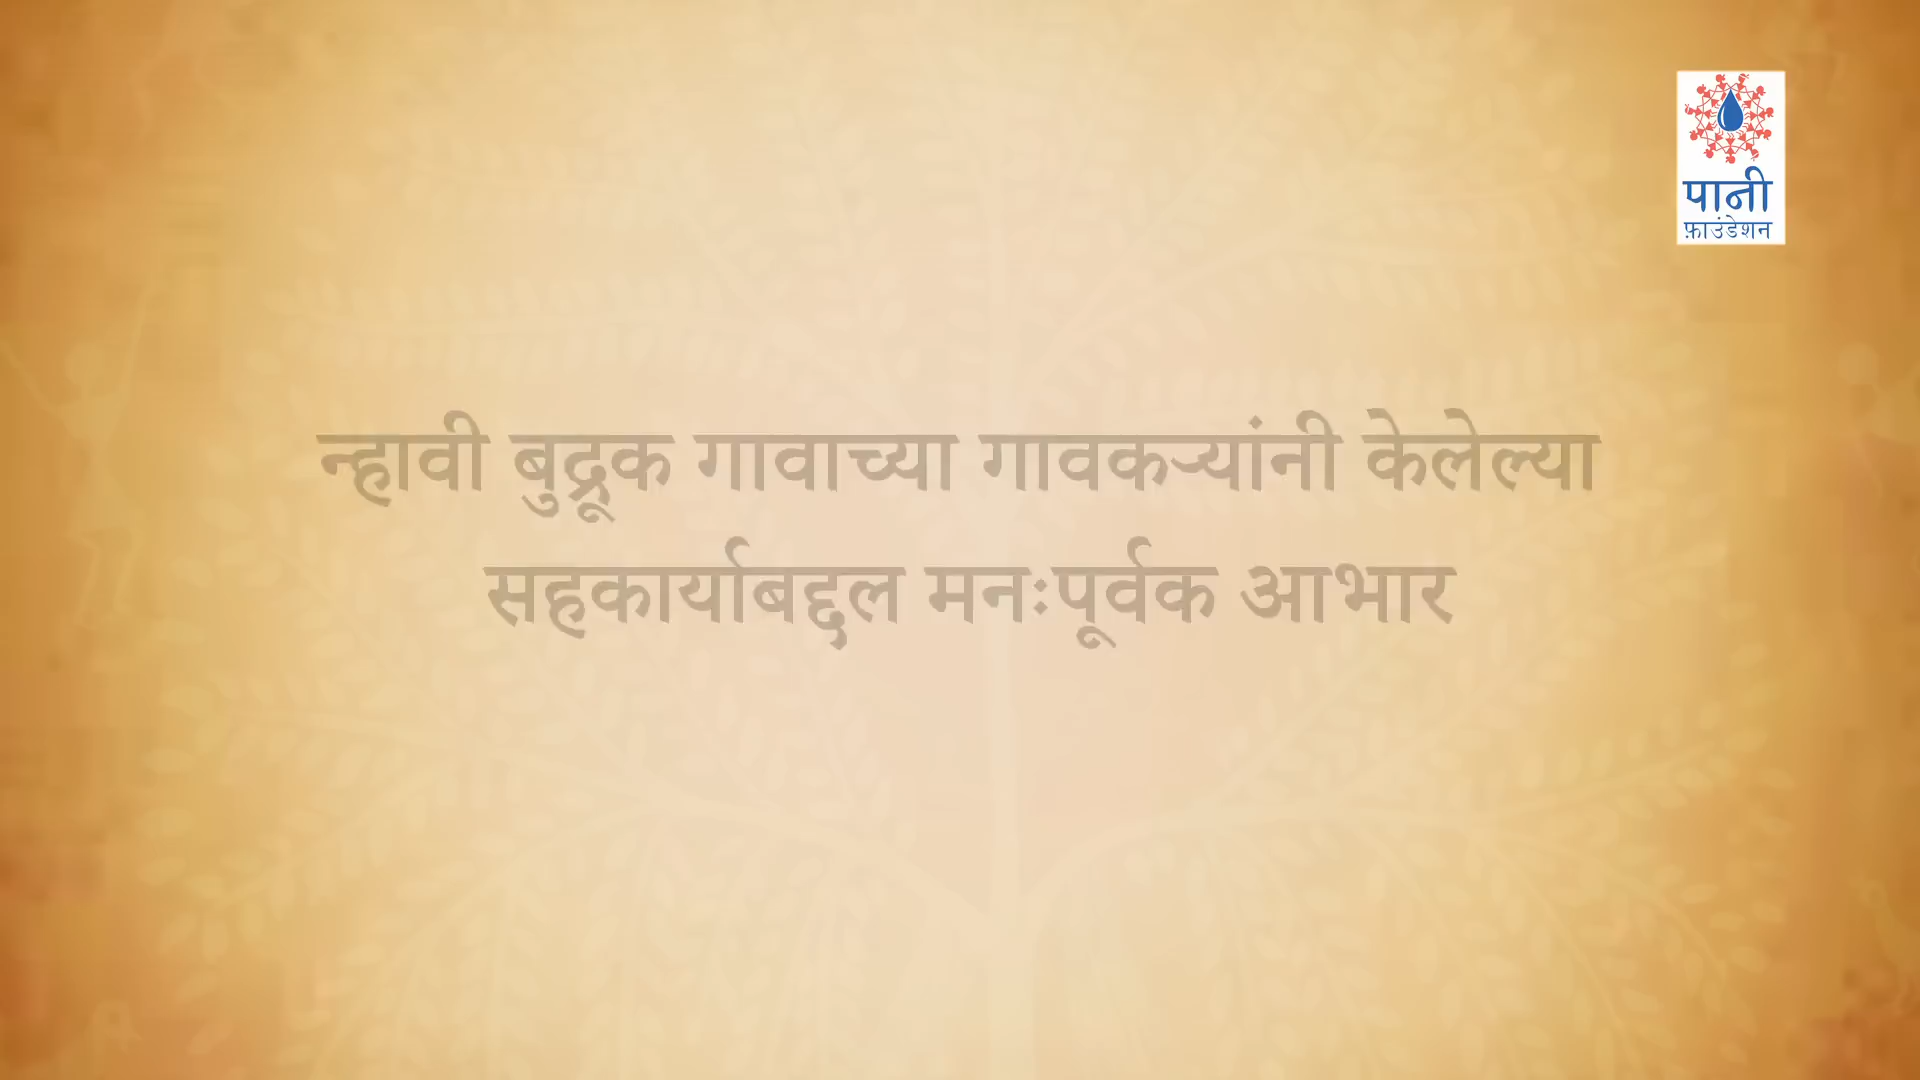 पानी
फ़ाउंडेशन
न्हावी बुद्रूक गावाच्या गावकऱ्यांनी केलेल्या
सहकार्याबद्दल मनःपूर्वक आभार